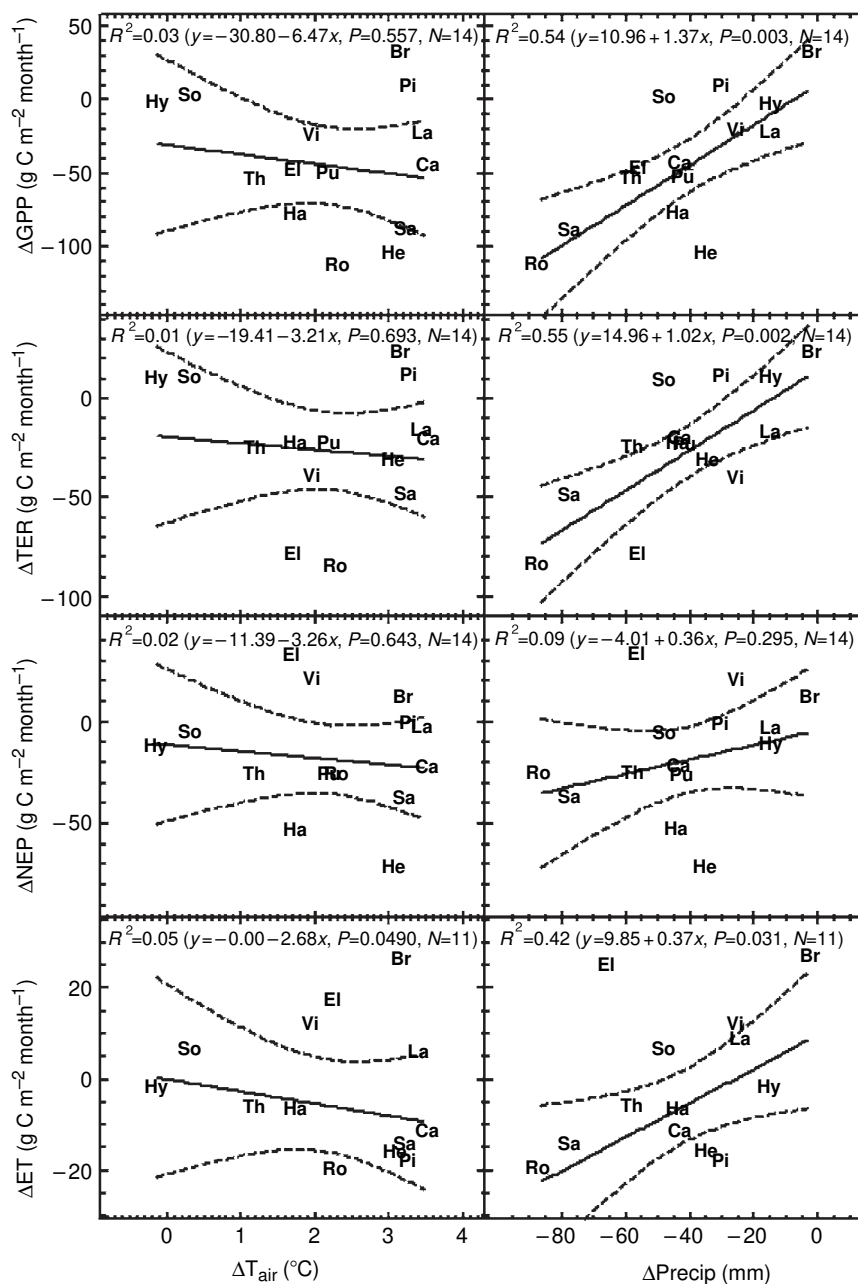 R²=0.03 (y=−30.80−6.47x, P=0.557, N=14)
R²=0.54 (y=10.96+1.37x, P=0.003, N=14)
50
0
−50
−100
ΔGPP (g C m⁻² month⁻¹)
Br
Pi
Hy
So
Vi
La
El
Pu
Ca
Th
Ha
Sa
He
Ro
Br
Pi
So
Hy
Vi
La
Ca
El
Th
Pu
Ha
Sa
He
Ro
R²=0.01 (y=−19.41−3.21x, P=0.693, N=14)
R²=0.55 (y=14.96+1.02x, P=0.002, N=14)
0
−50
−100
ΔTER (g C m⁻² month⁻¹)
Br
Pi
Hy
So
La
Ca
Th
Ha
Pu
He
Vi
Sa
El
Ro
Br
Pi
Hy
So
La
Ca
Th
He
Vi
Sa
El
Ro
R²=0.02 (y=−11.39−3.26x, P=0.643, N=14)
R²=0.09 (y=−4.01+0.36x, P=0.295, N=14)
0
−50
ΔNEP (g C m⁻² month⁻¹)
El
Vi
Br
Pi
La
So
Hy
Ca
Th
Pu
Ro
Sa
Ha
He
El
Vi
Br
Pi
La
So
Hy
Ca
Ro
Th
Pu
Sa
Ha
He
R²=0.05 (y=−0.00−2.68x, P=0.0490, N=11)
R²=0.42 (y=9.85+0.37x, P=0.031, N=11)
20
0
−20
ΔET (g C m⁻² month⁻¹)
Br
El
Vi
So
La
Hy
Th
Ha
Ca
Sa
He
Pi
Ro
Br
El
Vi
La
So
Hy
Th
Ha
Ca
Sa
He
Pi
Ro
0 1 2 3 4
−80 −60 −40 −20 0
ΔTair (°C)
ΔPrecip (mm)